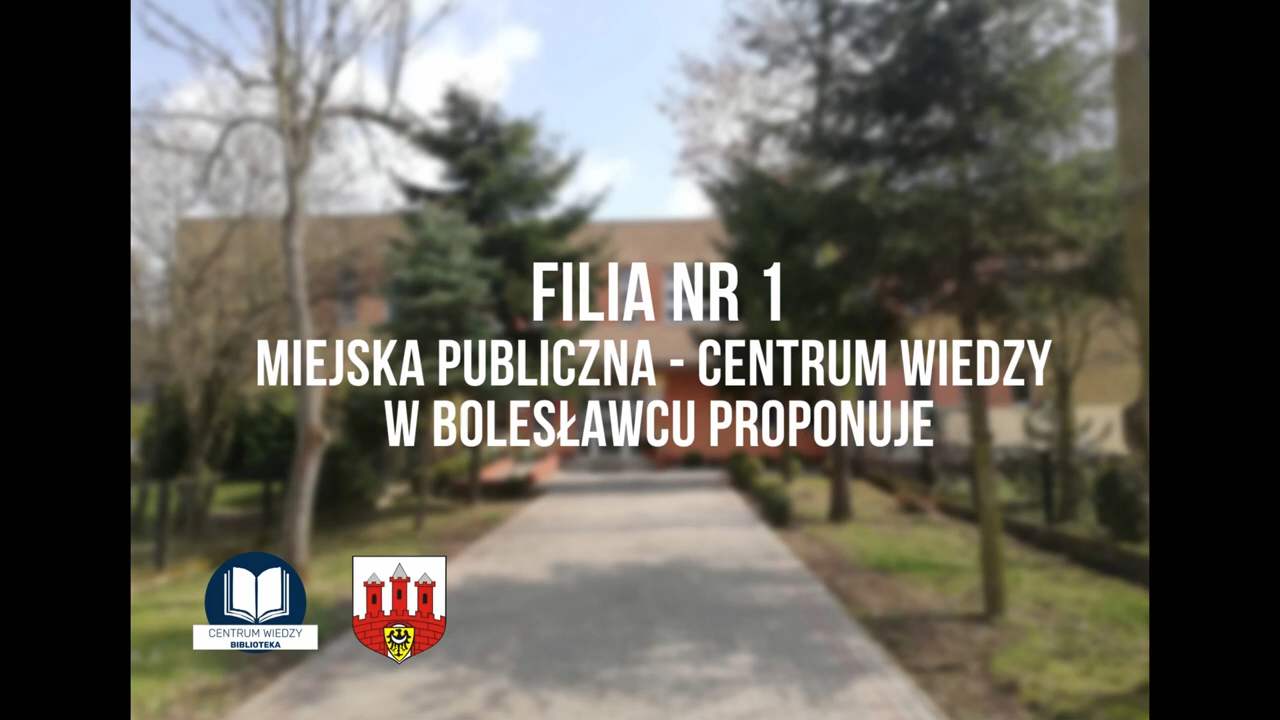 FILIA NR 1
MIEJSKA PUBLICZNA - CENTRUM WIEDZY
W BOLESŁAWCU PROPONUJE
CENTRUM WIEDZY
BIBLIOTEKA